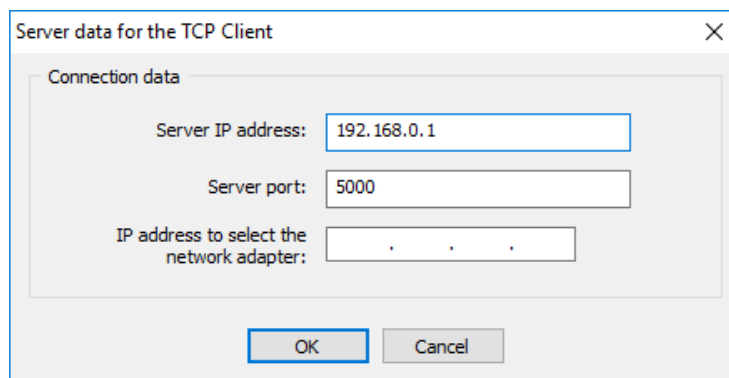 Server data for the TCP Client
Connection data
Server IP address: 192.168.0.1
Server port: 5000
IP address to select the
network adapter: . . .
OK Cancel